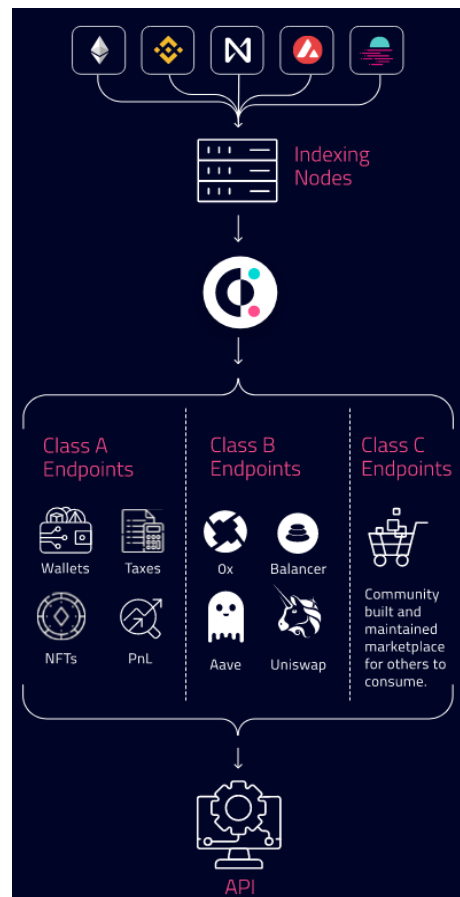 Indexing
Nodes
Class A
Endpoints
Class B
Endpoints
Class C
Endpoints
Wallets
Taxes
NFTs
PnL
0x
Balancer
Aave
Uniswap
Community
built and
maintained
marketplace
for others to
consume.
API